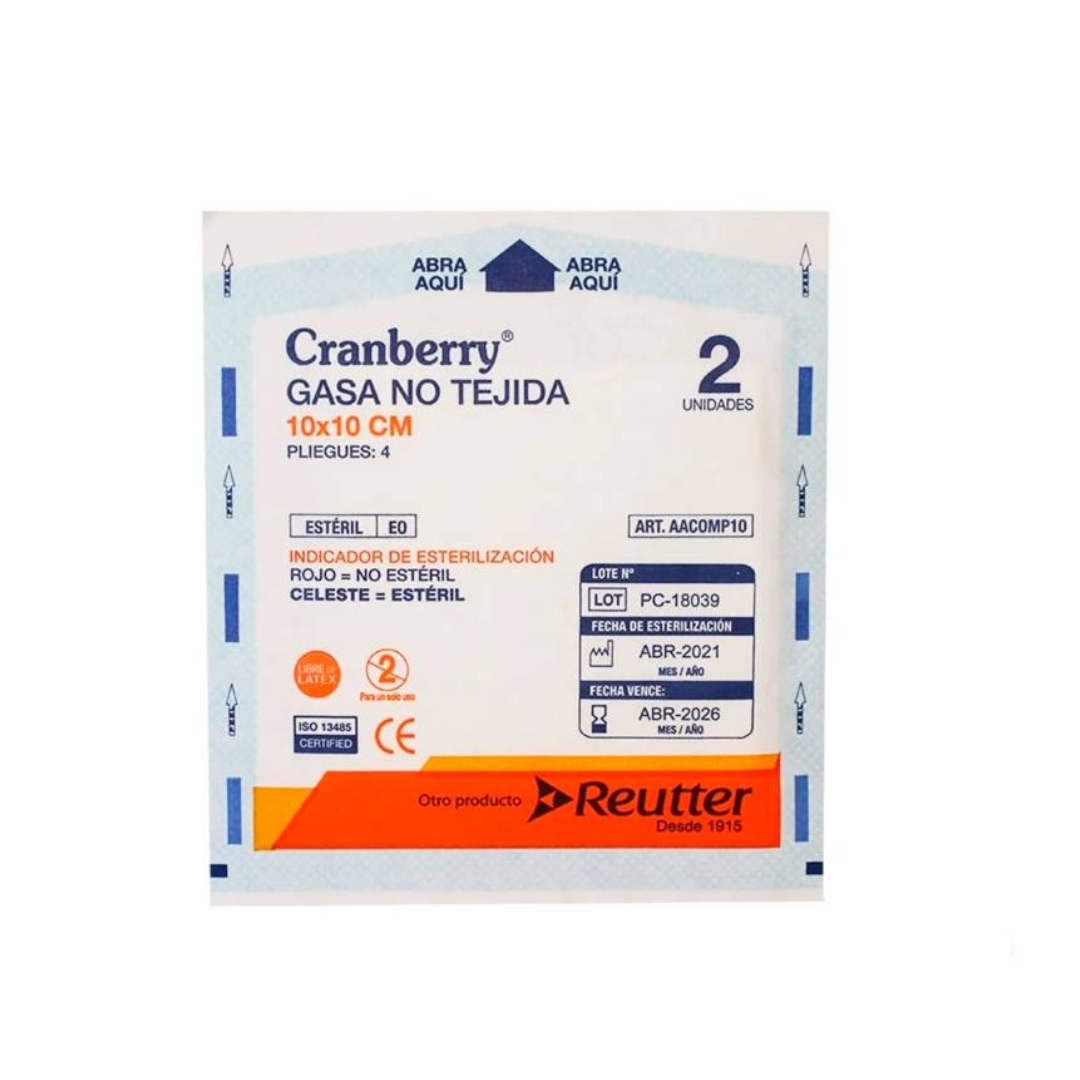 ABRA AQUÍ
ABRA AQUÍ
Cranberry®
GASA NO TEJIDA
10x10 CM
PLIEGUES: 4
2
UNIDADES
ESTÉRIL EO
ART. AACOMP10
INDICADOR DE ESTERILIZACIÓN
ROJO = NO ESTÉRIL
CELESTE = ESTÉRIL
LOTE Nº
LOT PC-18039
FECHA DE ESTERILIZACIÓN
ABR-2021
MES / AÑO
FECHA VENCE:
ABR-2026
MES / AÑO
LIBRE DE
LATEX
2
Para un solo uso
ISO 13485
CERTIFIED
CE
Otro producto Reutter
Desde 1915